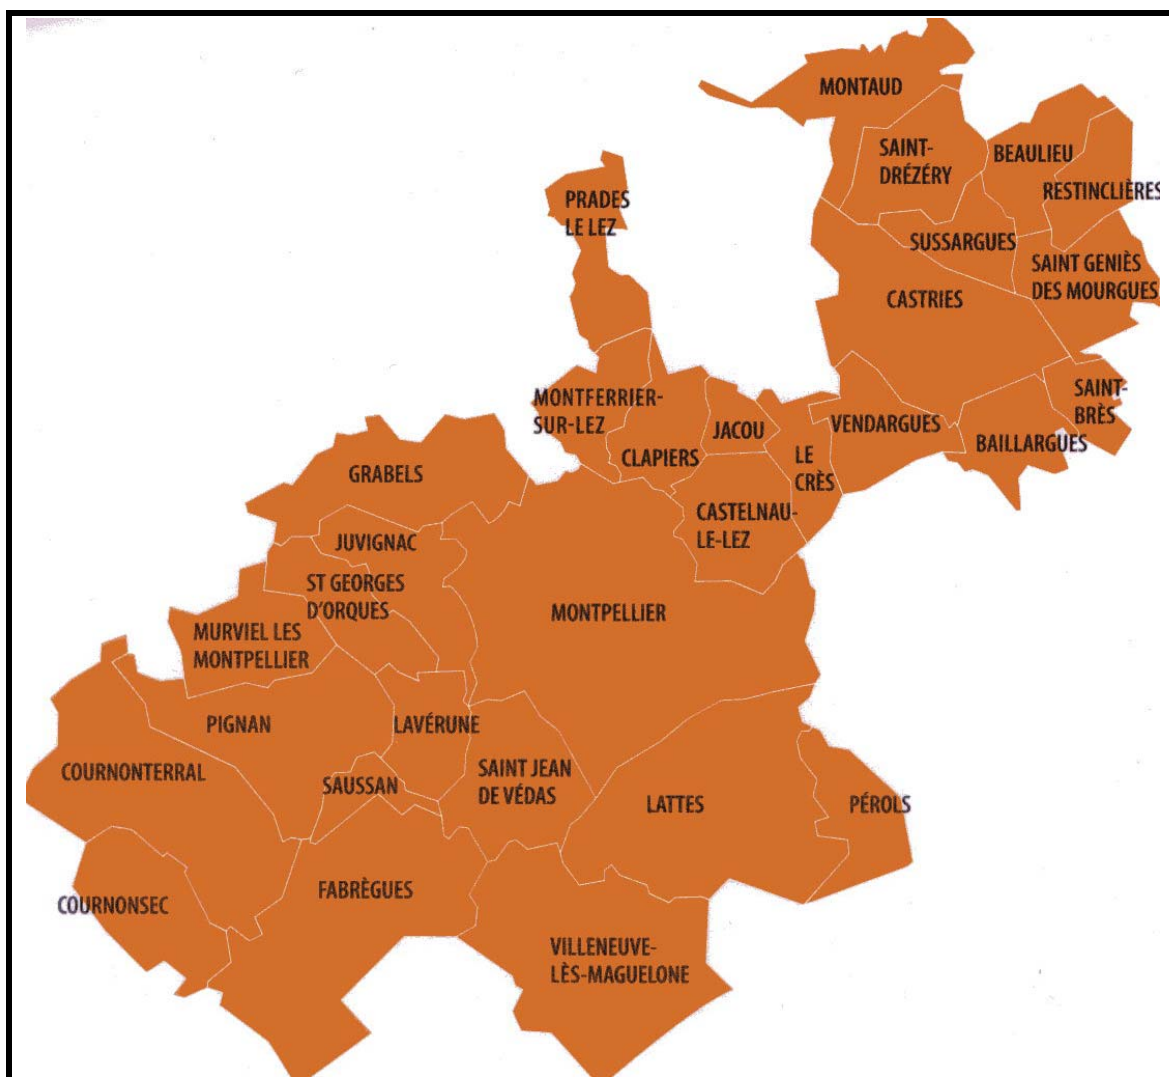 MONTAUD
SAINT-
DRÉZÉRY
BEAULIEU
RESTINCLIÈRES
PRADES
LE LEZ
SUSSARGUES
SAINT GENIÈS
DES MOURGUES
CASTRIES
MONTFERRIER-
SUR-LEZ
CLAPIERS
JACOU
LE
CRÈS
VENDARGUES
BAILLARGUES
SAINT-
BRÈS
GRABELS
CASTELNAU-
LE-LEZ
JUVIGNAC
ST GEORGES
D'ORQUES
MONTPELLIER
MURVIEL LES
MONTPELLIER
PIGNAN
LAVÉRUNE
COURNONTERRAL
SAUSSAN
SAINT JEAN
DE VÉDAS
LATTES
PÉROLS
COURNONSEC
FABRÈGUES
VILLENEUVE-
LÈS-MAGUELONE